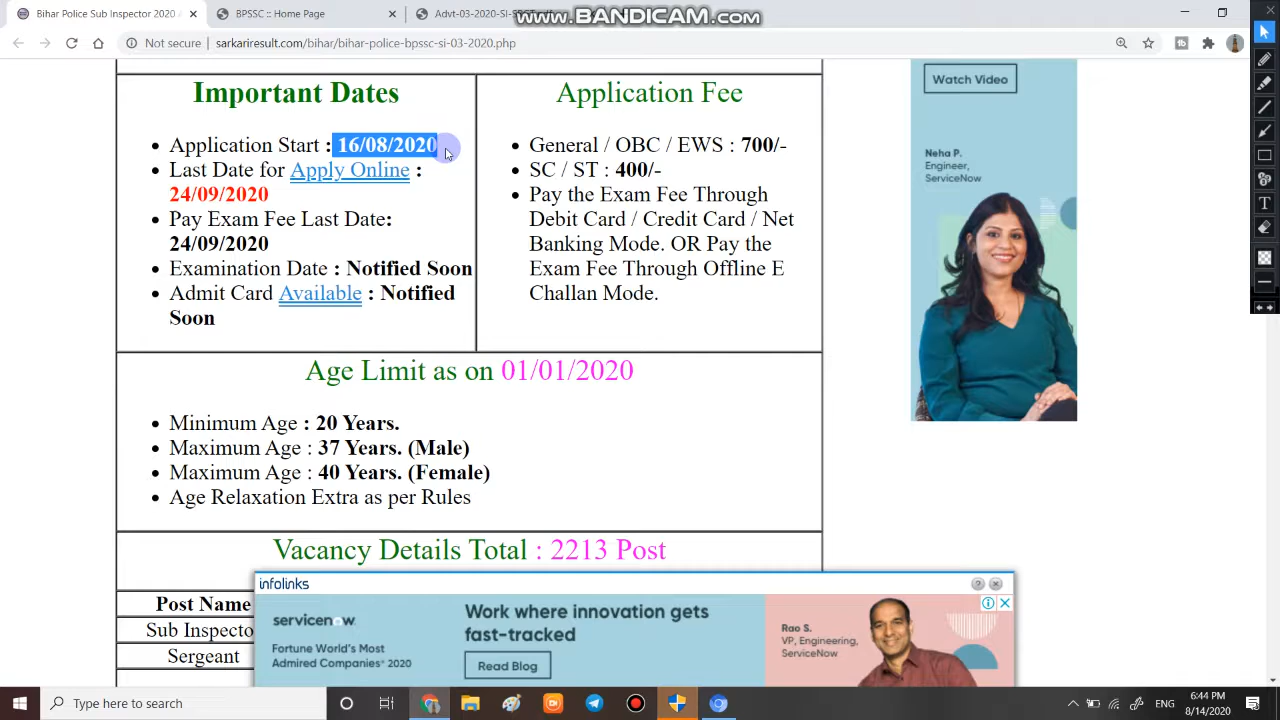 www.BANDICAM.com
Bihar Police Sub Inspector 2020
BPSSC :: Home Page
Advt-03-2020-SI-
Not secure | sarkariresult.com/bihar/bihar-police-bpssc-si-03-2020.php
Important Dates
Application Start : 16/08/2020
Last Date for Apply Online :
24/09/2020
Pay Exam Fee Last Date:
24/09/2020
Examination Date : Notified Soon
Admit Card Available : Notified
Soon
Application Fee
General / OBC / EWS : 700/-
SC / ST : 400/-
Pay the Exam Fee Through
Debit Card / Credit Card / Net
Banking Mode. OR Pay the
Exam Fee Through Offline E
Challan Mode.
Watch Video
Neha P.
Engineer,
ServiceNow
Age Limit as on 01/01/2020
Minimum Age : 20 Years.
Maximum Age : 37 Years. (Male)
Maximum Age : 40 Years. (Female)
Age Relaxation Extra as per Rules
Vacancy Details Total : 2213 Post
Post Name
Sub Inspecto
Sergeant
infolinks
servicenow
Fortune World's Most
Admired Companies® 2020
Work where innovation gets
fast-tracked
Read Blog
Rao S.
VP, Engineering,
ServiceNow
Type here to search
ENG
6:44 PM
8/14/2020